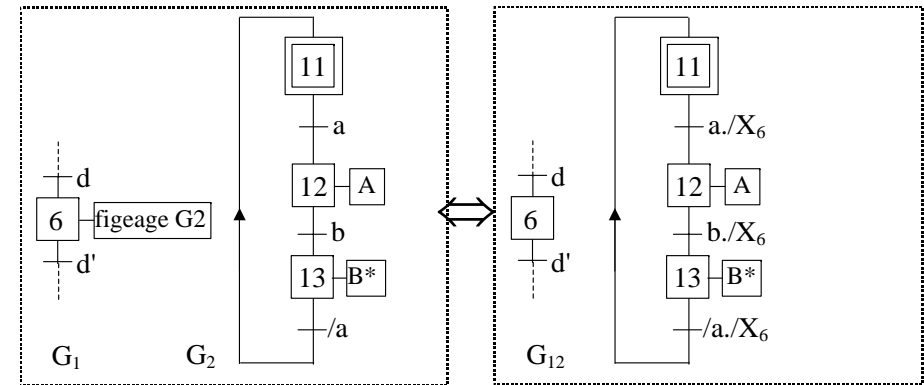 11
a
d
12 A
6 figeage G2
b
d'
13 B*
/a
G₁ G₂
11
a./X₆
d
12 A
6
b./X₆
d'
13 B*
/a./X₆
G₁₂